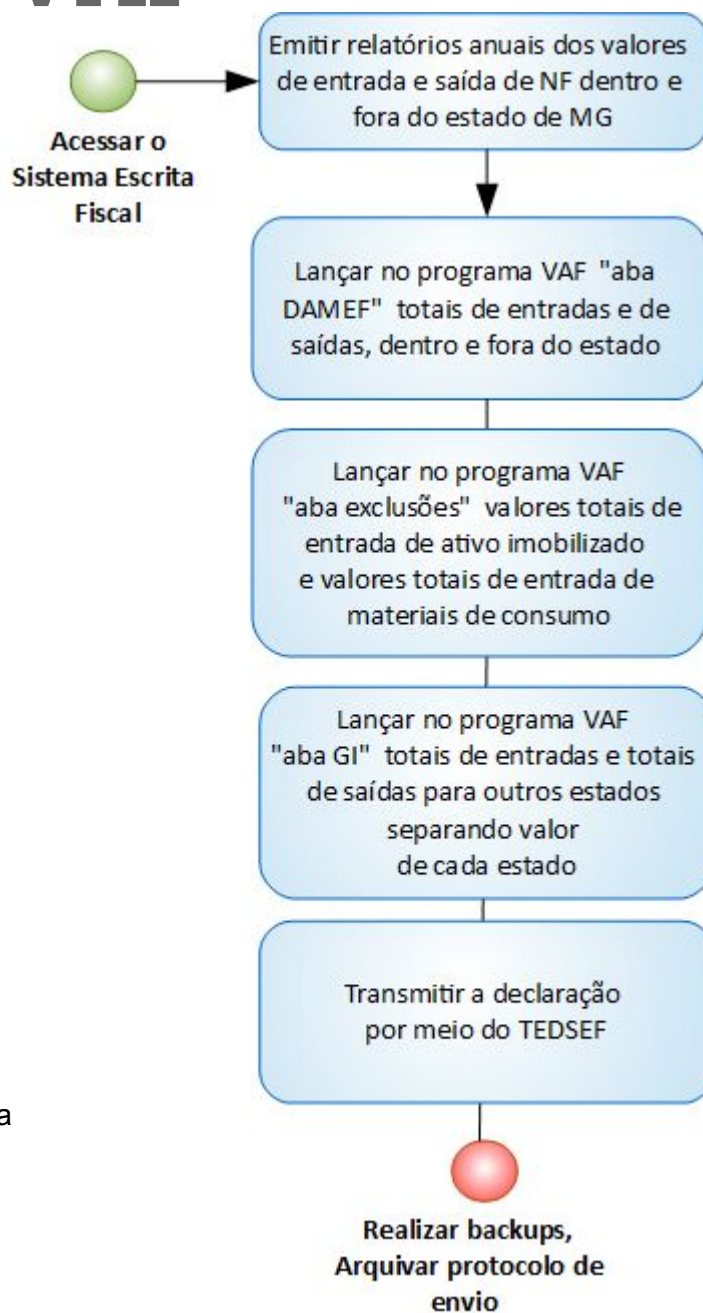 Emitir relatórios anuais dos valores
de entrada e saída de NF dentro e
fora do estado de MG
Acessar o
Sistema Escrita
Fiscal
Lançar no programa VAF "aba
DAMEF" totais de entradas e de
saídas, dentro e fora do estado
Lançar no programa VAF
"aba exclusões" valores totais de
entrada de ativo imobilizado
e valores totais de entrada de
materiais de consumo
Lançar no programa VAF
"aba GI" totais de entradas e totais
de saídas para outros estados
separando valor
de cada estado
Transmitir a declaração
por meio do TEDSEF
a
Realizar backups,
Arquivar protocolo de
envio